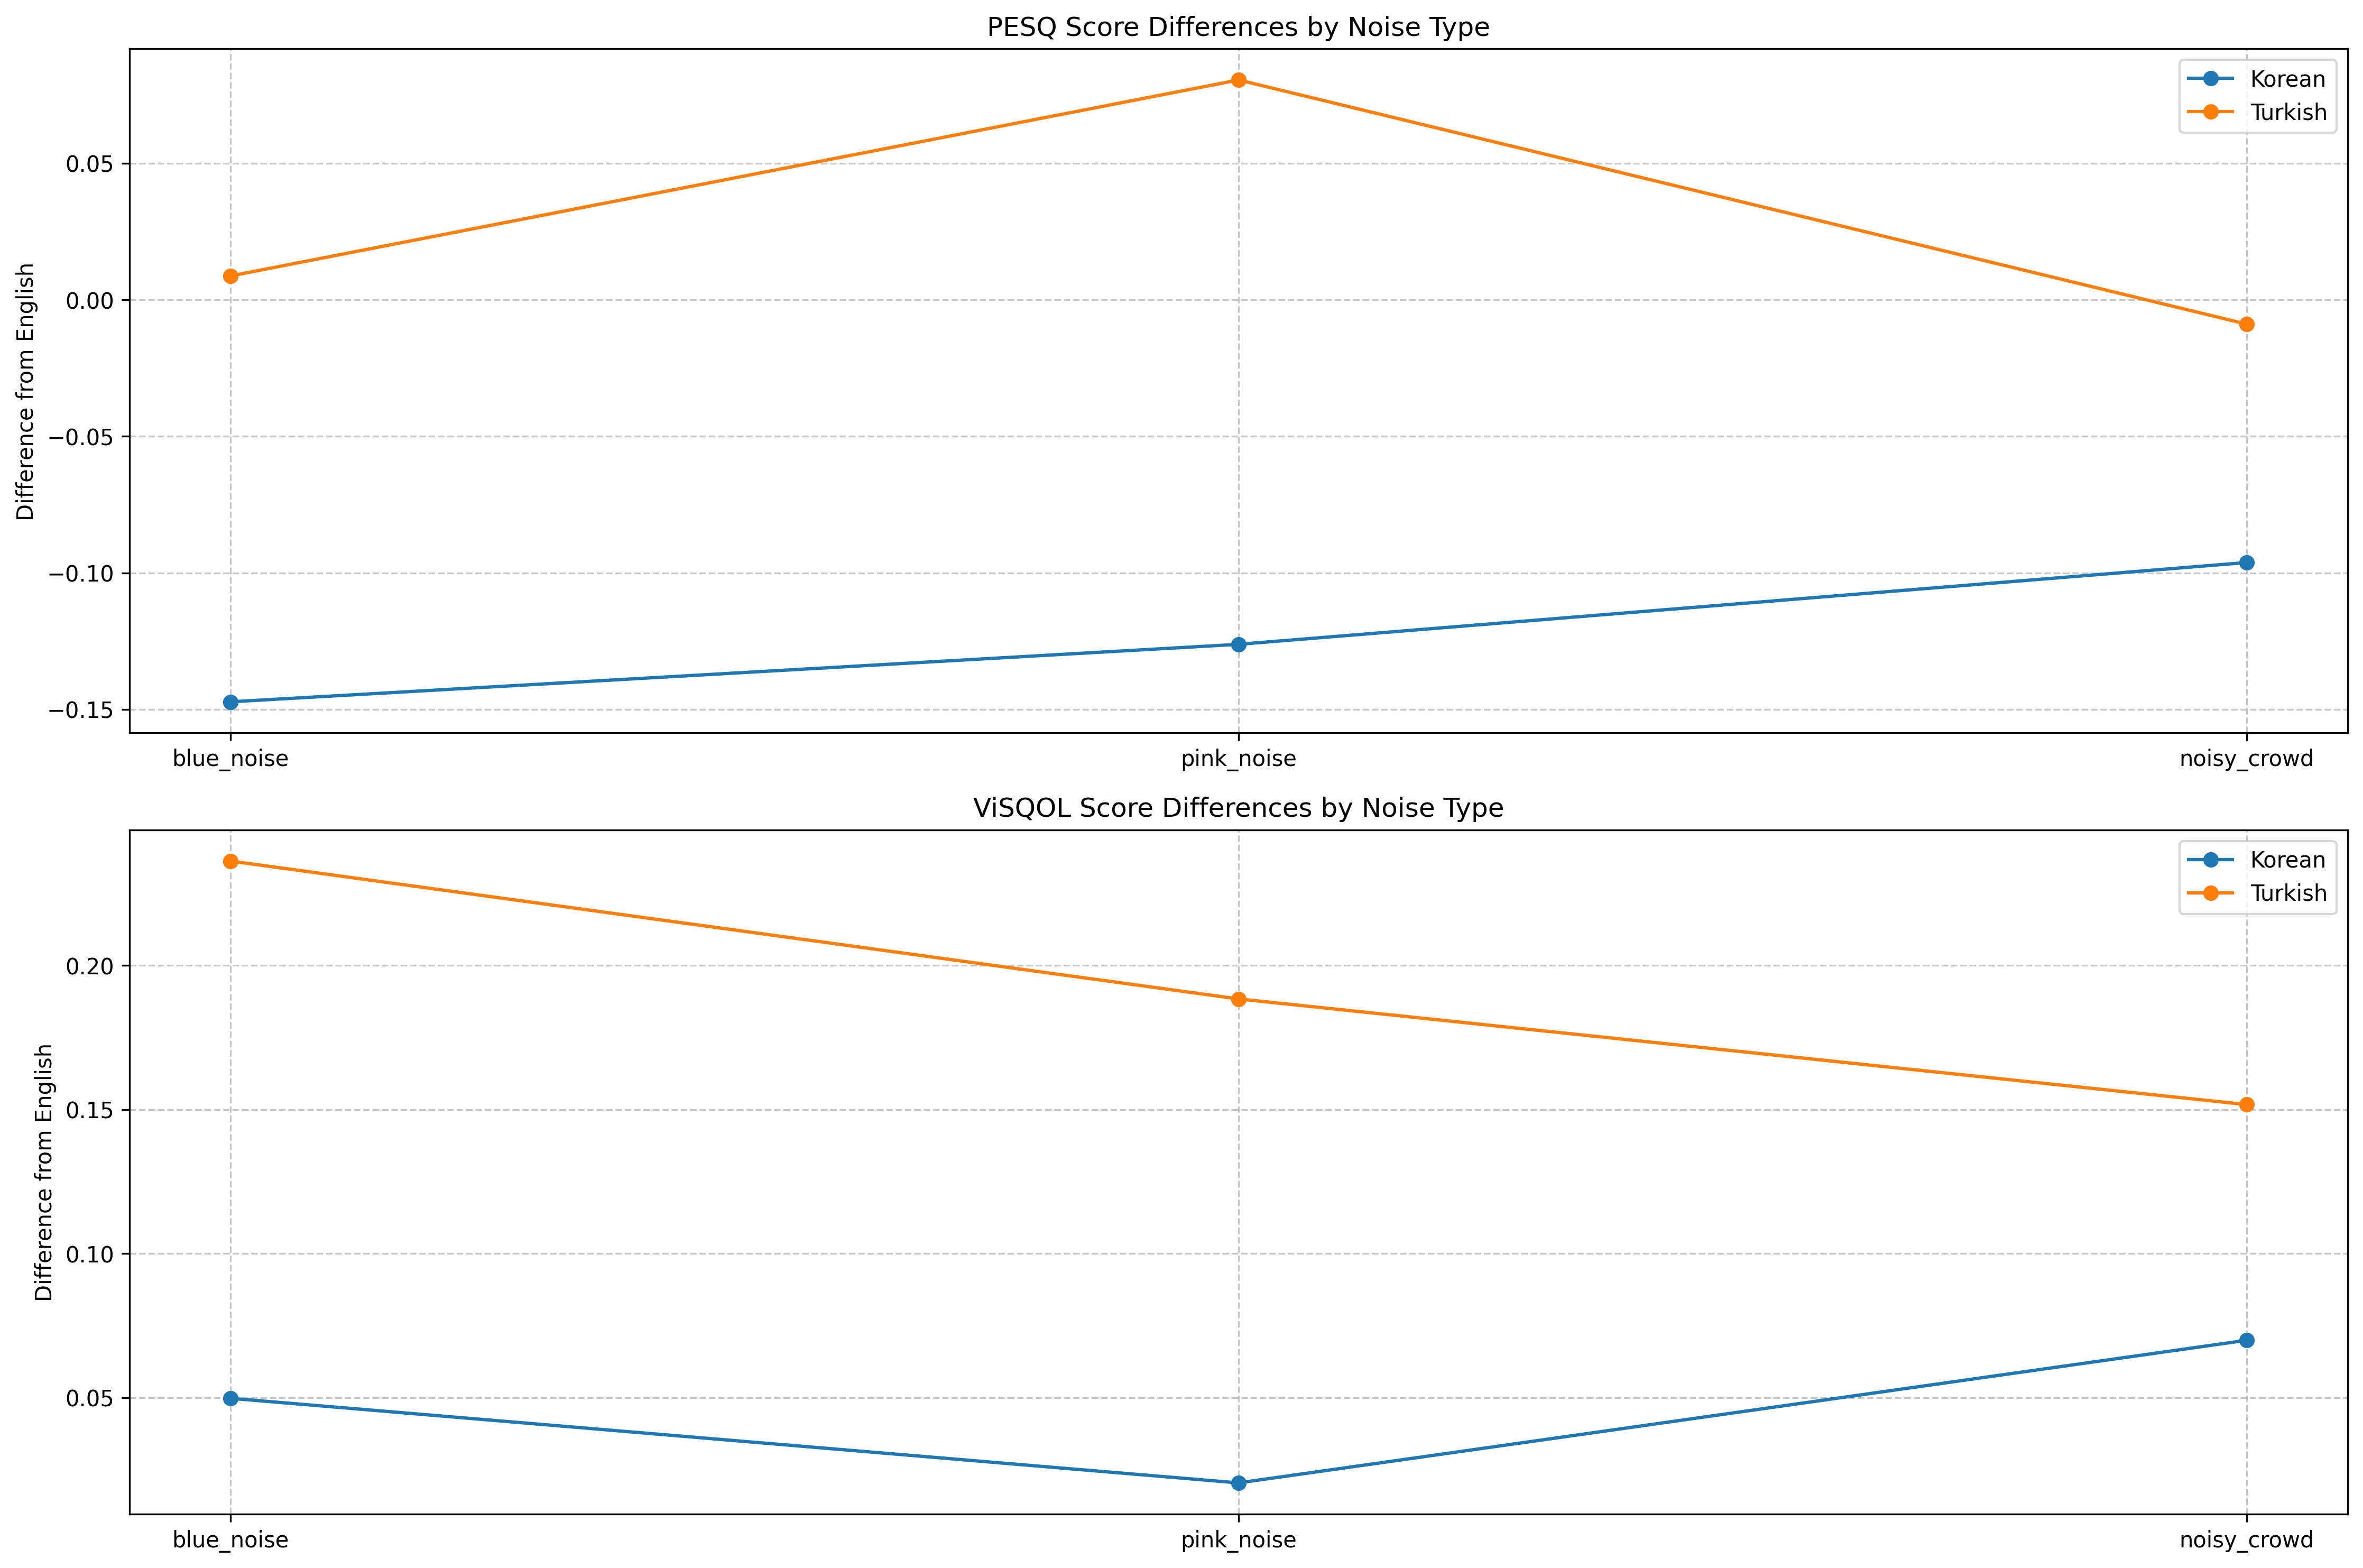 PESQ Score Differences by Noise Type
Korean
Turkish
Difference from English
0.05
0.00
−0.05
−0.10
−0.15
blue_noise
pink_noise
noisy_crowd
ViSQOL Score Differences by Noise Type
Korean
Turkish
Difference from English
0.20
0.15
0.10
0.05
blue_noise
pink_noise
noisy_crowd